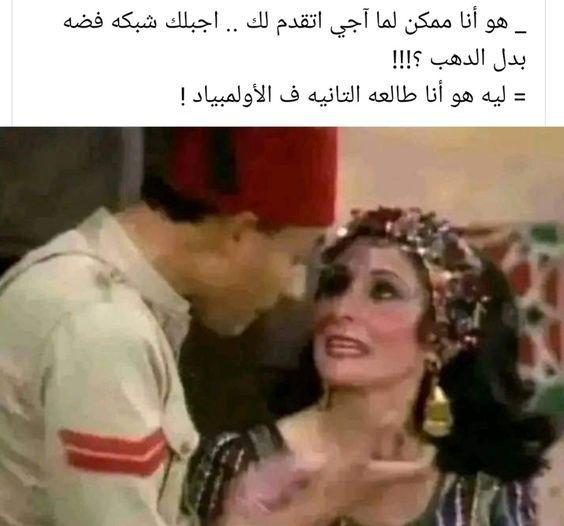 _ هو أنا ممكن لما آجي اتقدم لك .. اجبلك شبكه فضه
بدل الدهب ؟!!!
= ليه هو أنا طالعه التانيه ف الأولمبياد !